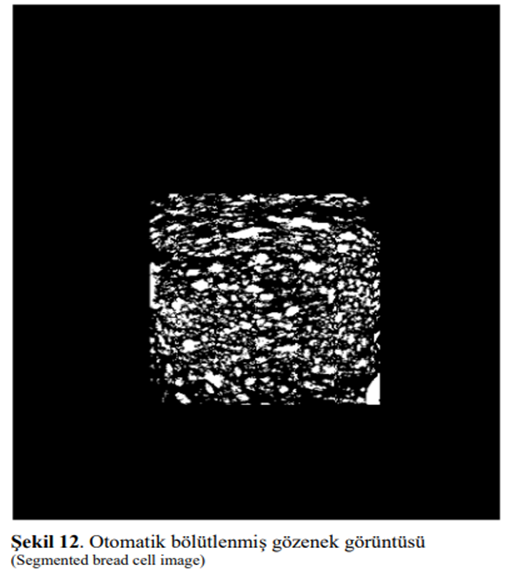 Şekil 12. Otomatik bölütlenmiş gözenek görüntüsü
(Segmented bread cell image)